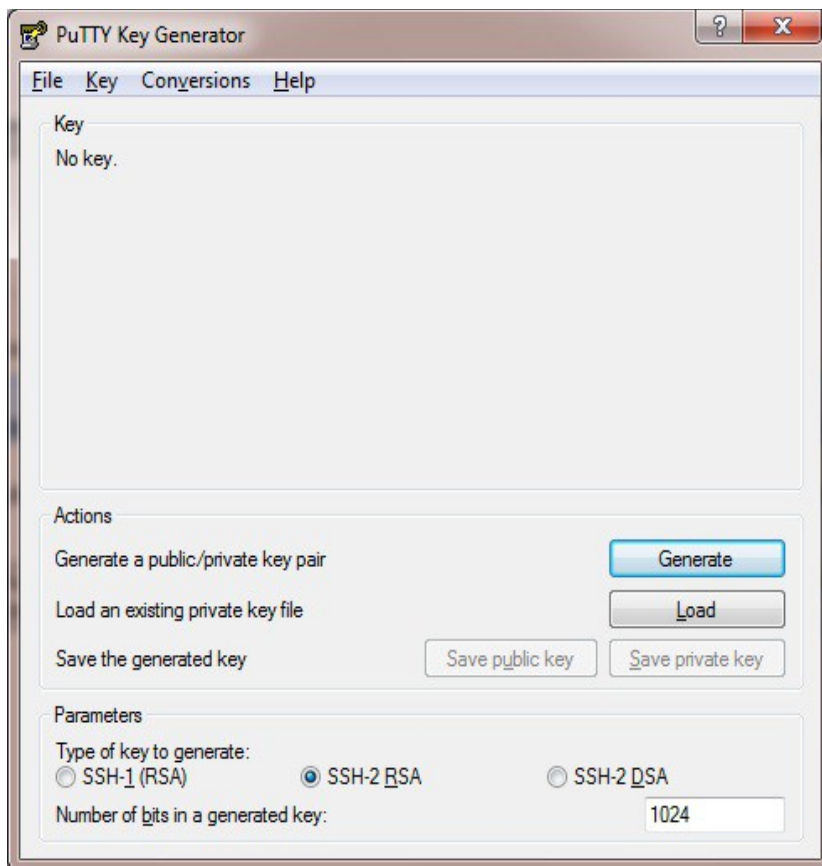 PuTTY Key Generator
File Key Conversions Help
Key
No key.
Actions
Generate a public/private key pair
Generate
Load an existing private key file
Load
Save the generated key
Save public key
Save private key
Parameters
Type of key to generate:
SSH-1 (RSA)
SSH-2 RSA
SSH-2 DSA
Number of bits in a generated key:
1024